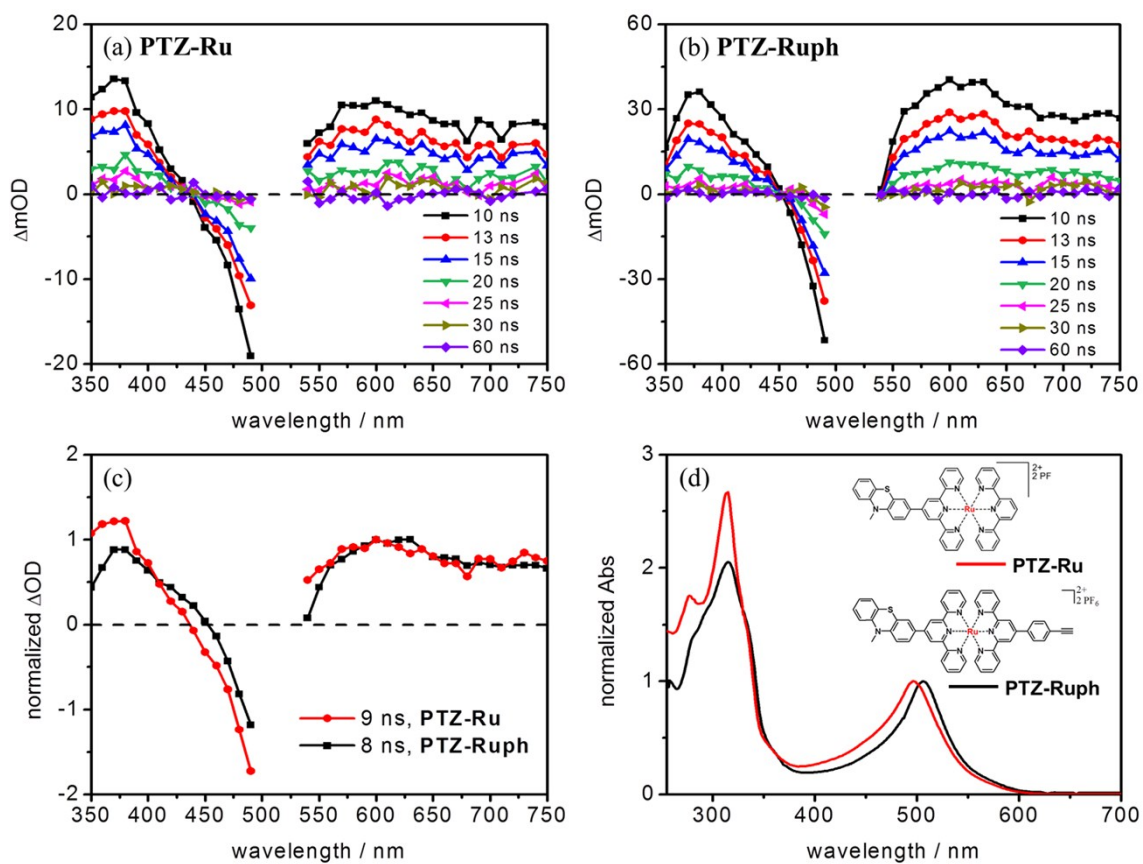 (a) PTZ-Ru
ΔmOD
20
10
0
-10
-20
10 ns
13 ns
15 ns
20 ns
25 ns
30 ns
60 ns
350 400 450 500 550 600 650 700 750
wavelength / nm
(b) PTZ-Ruph
ΔmOD
60
30
0
-30
-60
10 ns
13 ns
15 ns
20 ns
25 ns
30 ns
60 ns
350 400 450 500 550 600 650 700 750
wavelength / nm
(c)
normalized ΔOD
2
1
0
-1
-2
9 ns, PTZ-Ru
8 ns, PTZ-Ruph
350 400 450 500 550 600 650 700 750
wavelength / nm
(d)
normalized Abs
3
2
1
0
2+
2 PF
S
N
N
N
N
Ru
N
N
N
PTZ-Ru
2+
2 PF6
S
N
N
N
N
Ru
N
N
N
PTZ-Ruph
300 400 500 600 700
wavelength / nm